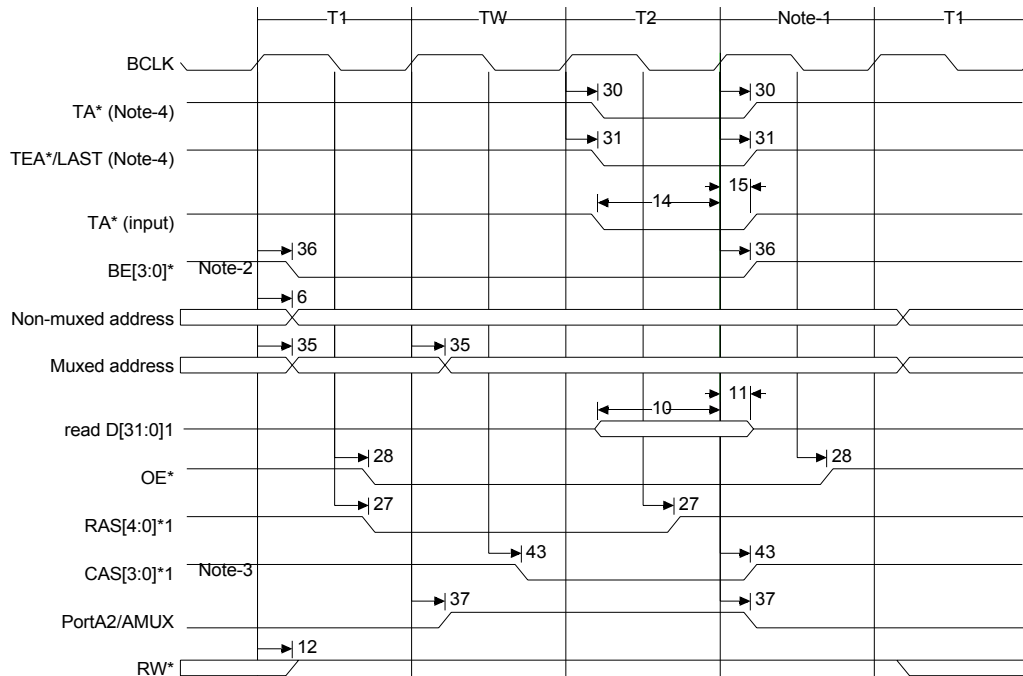 T1 TW T2 Note-1 T1
BCLK
30 30
TA* (Note-4)
31 31
TEA*/LAST (Note-4)
14 15
TA* (input)
36 36
BE[3:0]* Note-2
6
Non-muxed address
35 35
Muxed address
10 11
read D[31:0]1
28 28
OE*
27 27
RAS[4:0]*1
43 43
CAS[3:0]*1 Note-3
37 37
PortA2/AMUX
12
RW*